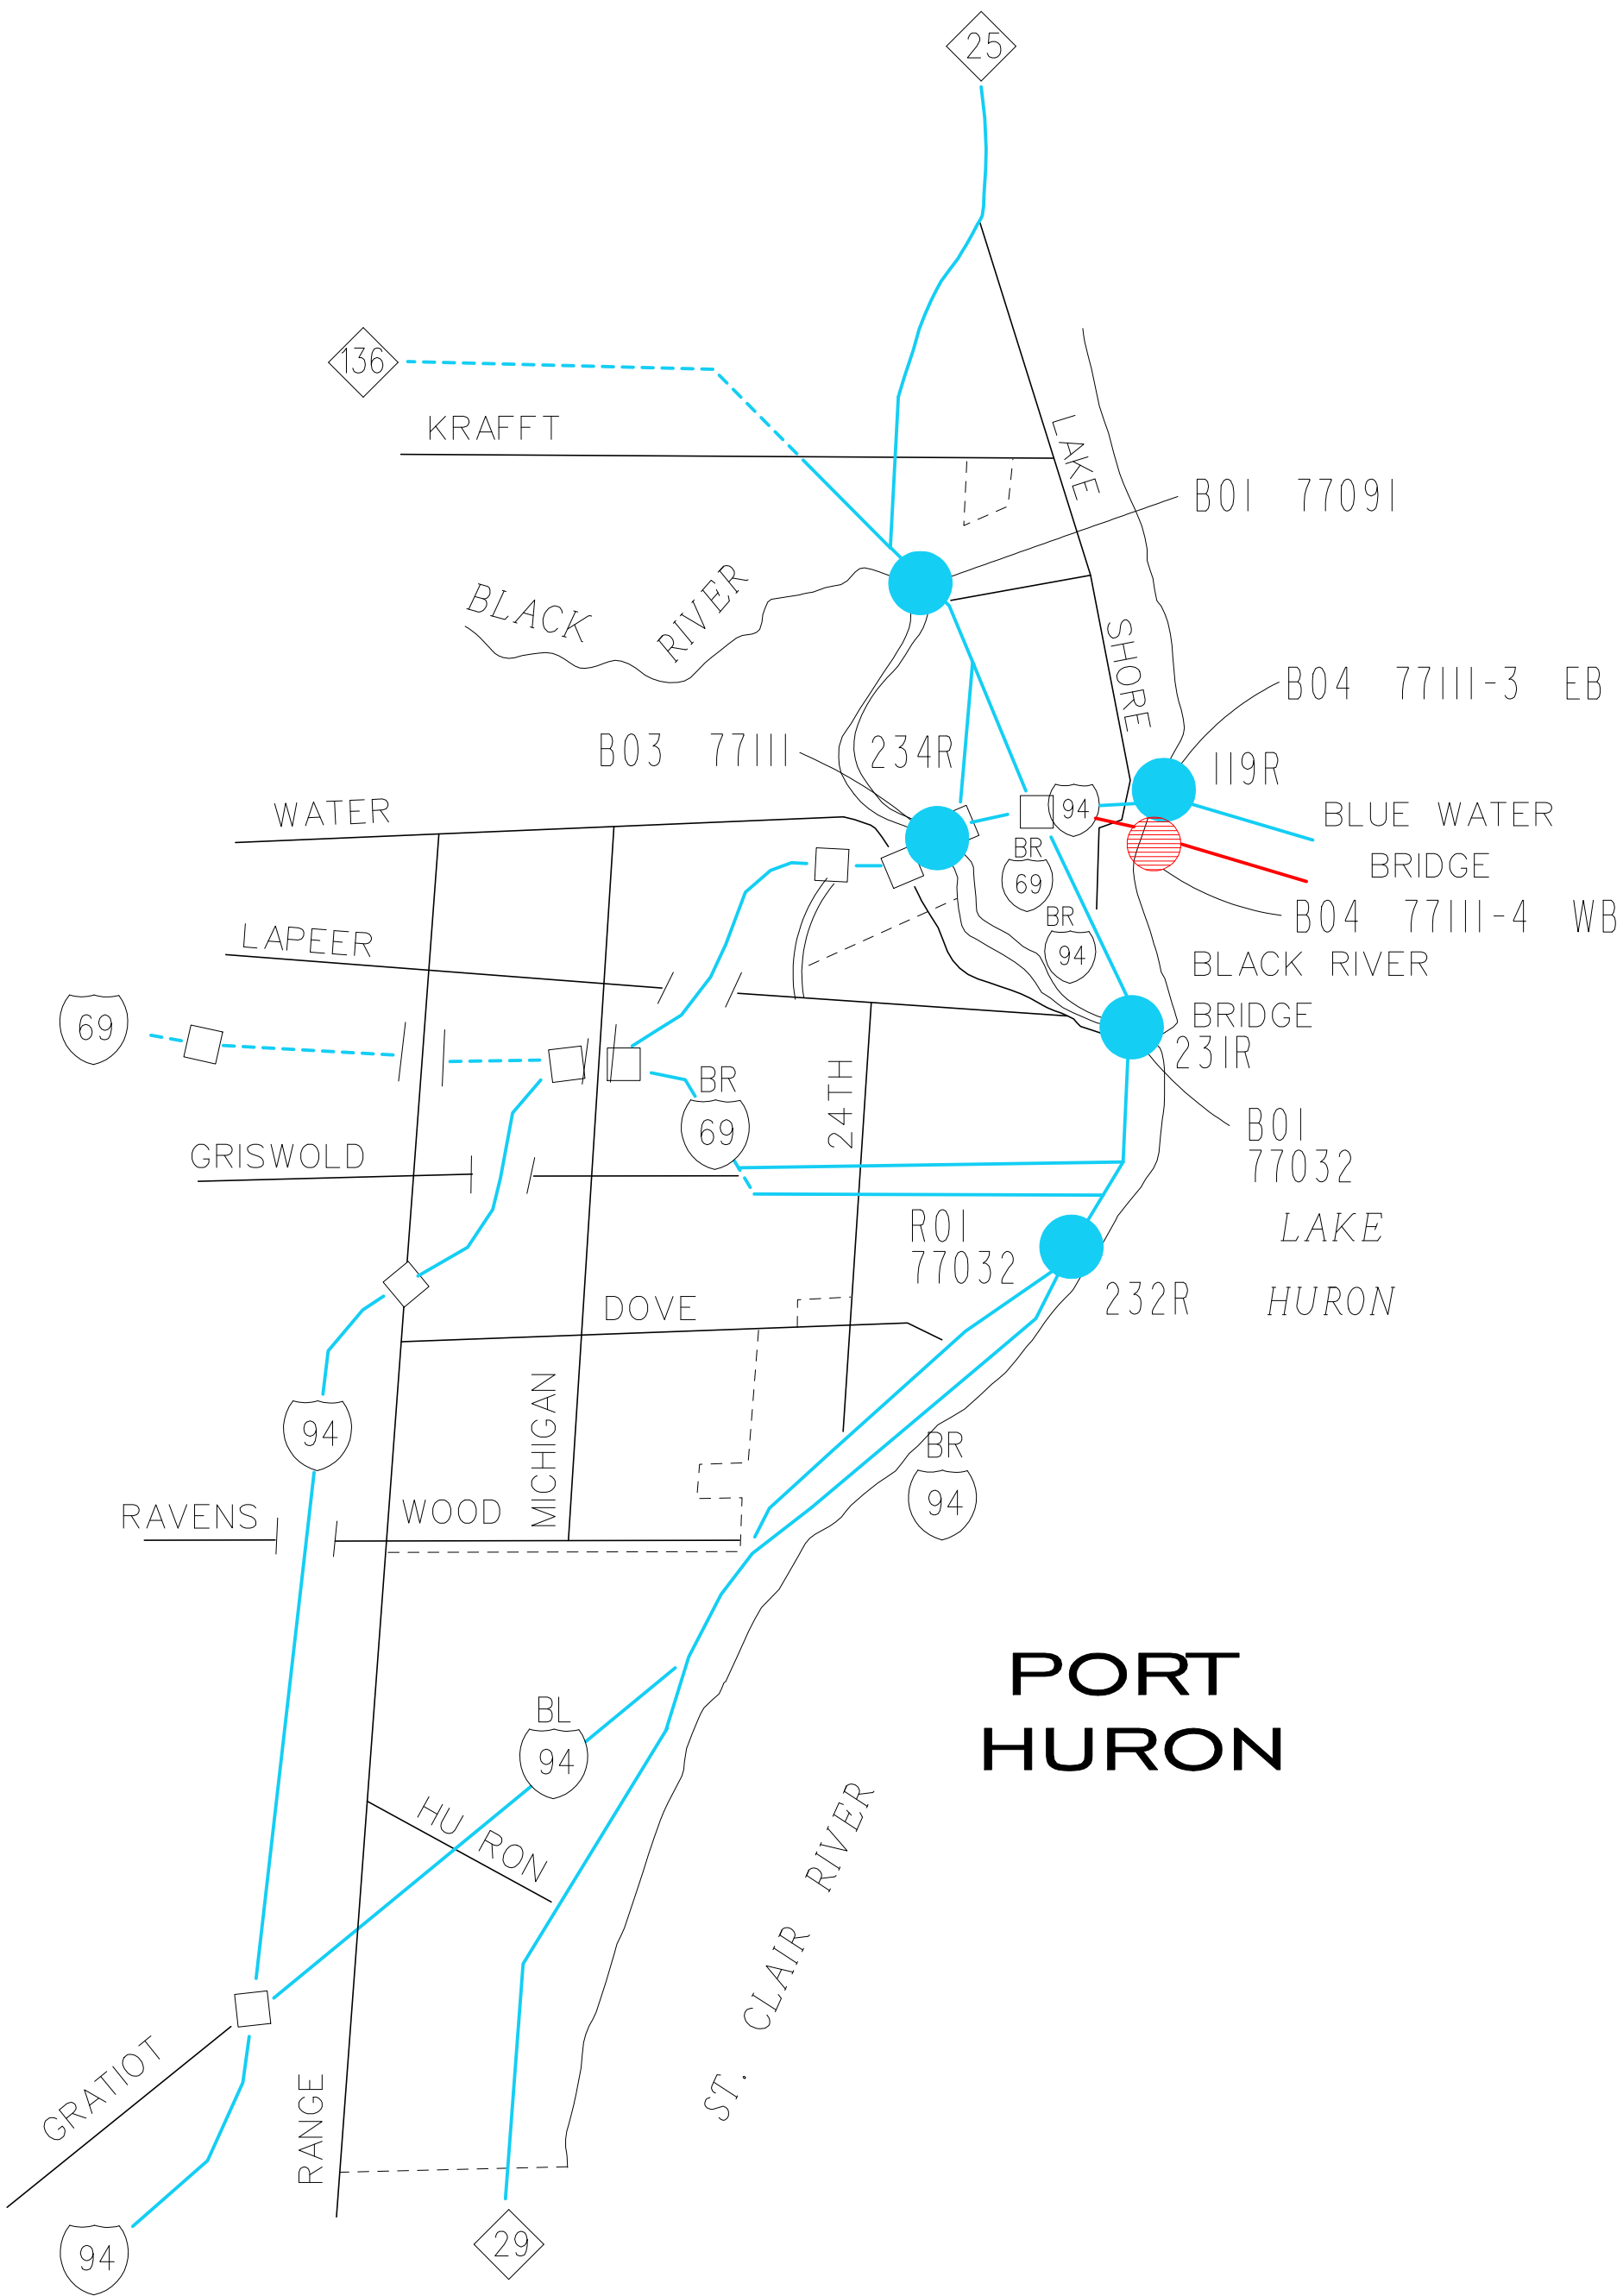 25
136
KRAFFT
LAKE
B01 77091
BLACK
RIVER
SHORE
B04 77111-3 EB
B03 77111
234R
119R
94
BLUE WATER
BRIDGE
WATER
BR
69
B04 77111-4 WB
BR
94
LAPEER
BLACK RIVER
BRIDGE
231R
69
BR
69
24TH
B01
77032
GRISWOLD
R01
77032
LAKE
232R
HURON
DOVE
94
MICHIGAN
BR
94
RAVENS
WOOD
PORT
HURON
BL
94
HU RON
ST. CLAIR RIVER
GRATIOT
RANGE
94
29